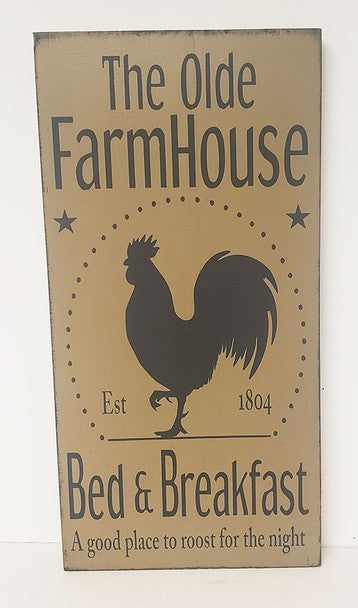 The Olde
FarmHouse
Est 1804
Bed & Breakfast
A good place to roost for the night